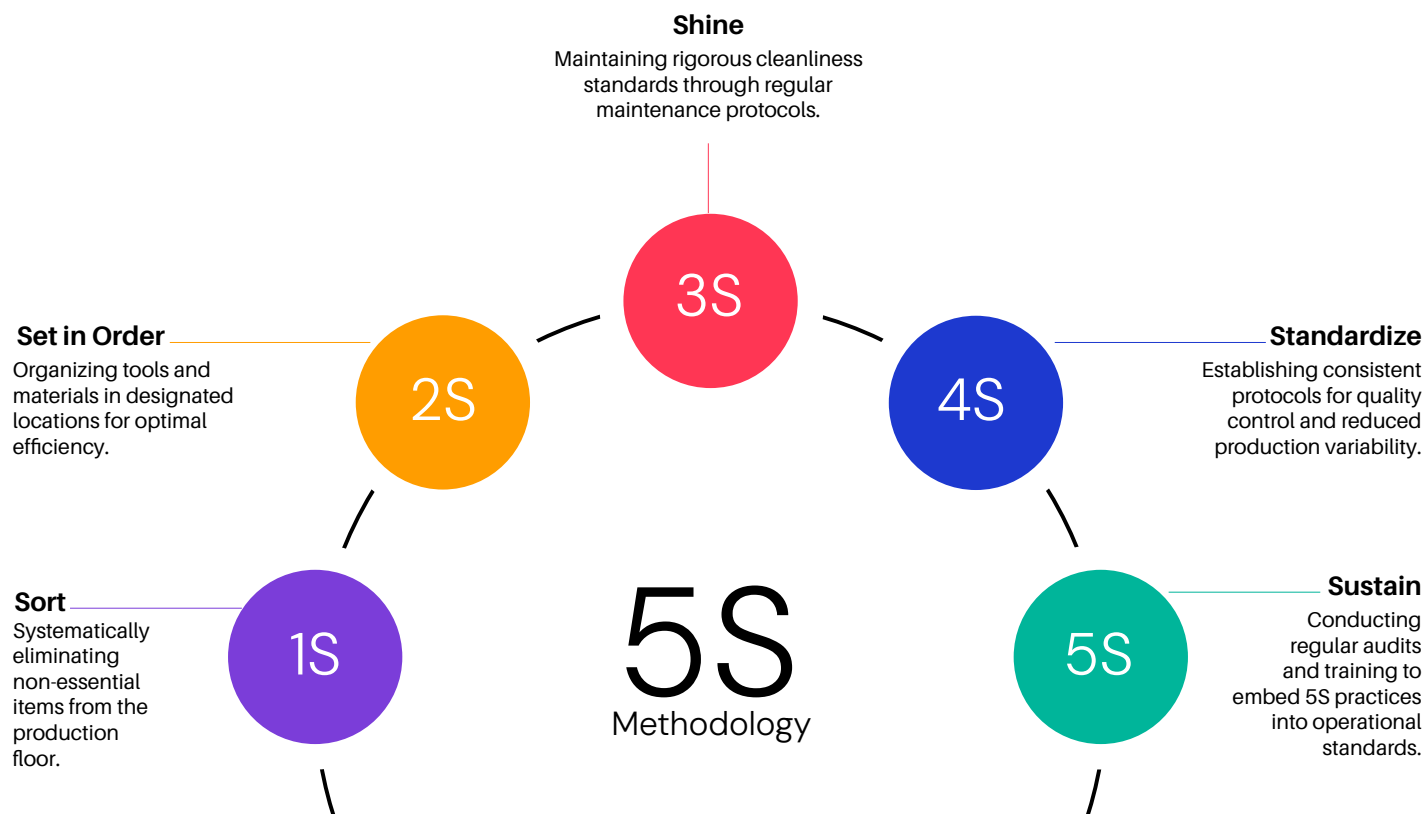 Shine
Maintaining rigorous cleanliness
standards through regular
maintenance protocols.
3S
Set in Order
Organizing tools and
materials in designated
locations for optimal
efficiency.
2S
4S
Standardize
Establishing consistent
protocols for quality
control and reduced
production variability.
Sort
Systematically
eliminating
non-essential
items from the
production
floor.
1S
5S
Methodology
5S
Sustain
Conducting
regular audits
and training to
embed 5S practices
into operational
standards.